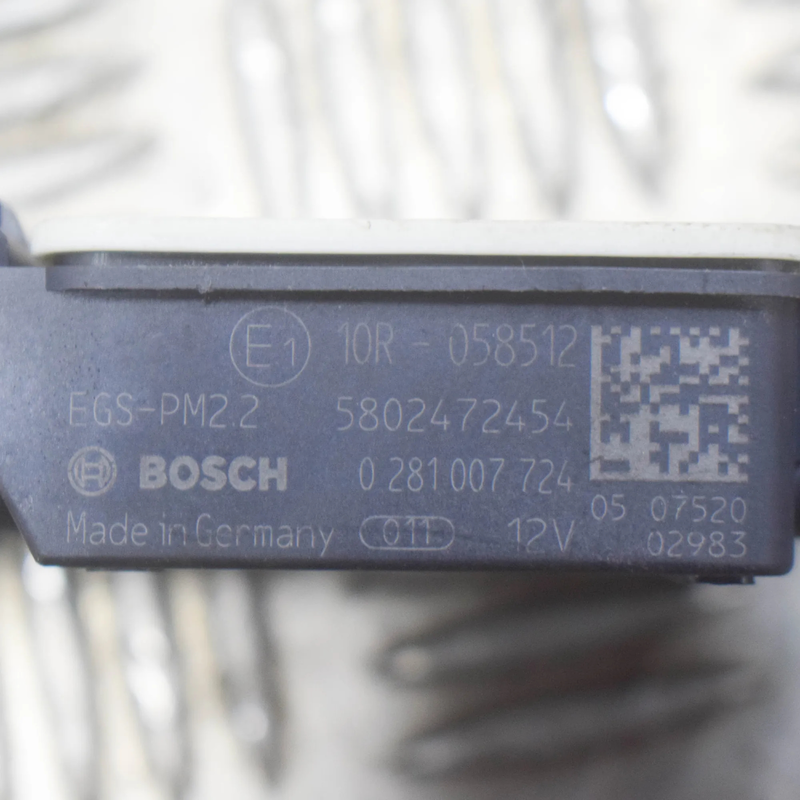 E1 10R - 058512
EGS-PM2.2 5802472454
BOSCH 0 281 007 724
05 07520
Made in Germany 011 12V 02983